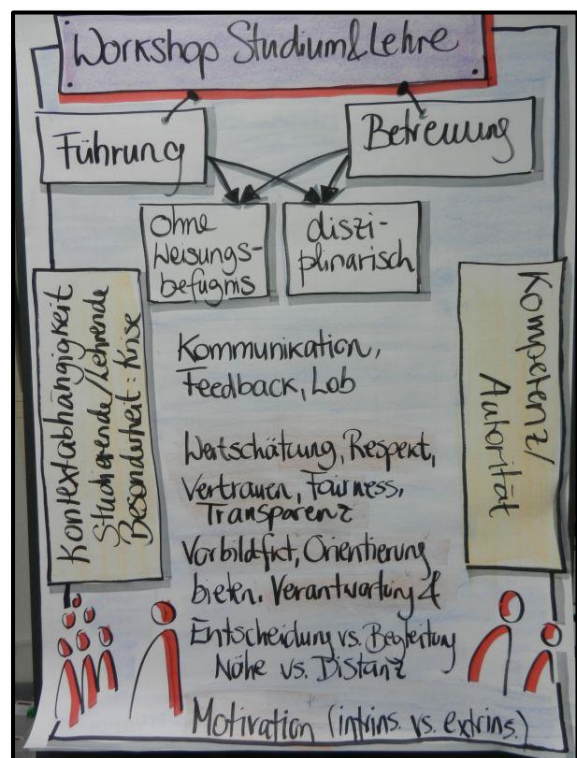 Workshop Studium&Lehre
Führung
Betreuung
Ohne
Weisungs-
befugnis
diszi-
plinarisch
Kontextabhängigkeit
Studierende/Lehrende
Besonderheit: Krise
Kommunikation,
Feedback, Lob
Wertschätzung, Respekt,
Vertrauen, Fairness,
Transparenz
Vorbildfkt, Orientierung
bieten. Verantwortung
Entscheidung vs. Begleitung
Nähe vs. Distanz
Motivation (intrins. vs. extrins.)
Kompetenz/
Autorität